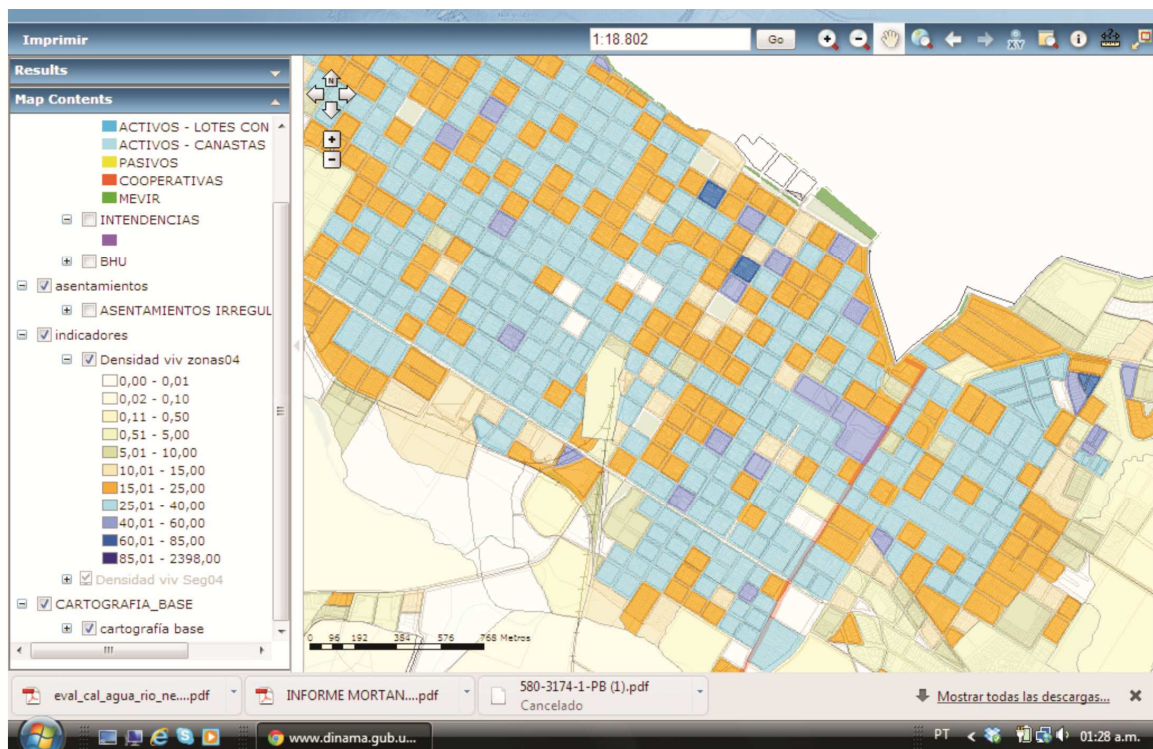 Imprimir
1:18.802
Go
XY
Results
Map Contents
ACTIVOS - LOTES CON
ACTIVOS - CANASTAS
PASIVOS
COOPERATIVAS
MEVIR
INTENDENCIAS
BHU
asentamientos
ASENTAMIENTOS IRREGUL
indicadores
Densidad viv zonas04
0,00 - 0,01
0,02 - 0,10
0,11 - 0,50
0,51 - 5,00
5,01 - 10,00
10,01 - 15,00
15,01 - 25,00
25,01 - 40,00
40,01 - 60,00
60,01 - 85,00
85,01 - 2398,00
Densidad viv Seg04
CARTOGRAFIA_BASE
cartografía base
N
0 96 192 384 576 768 Metros
eval_cal_agua_rio_ne....pdf
INFORME MORTAN....pdf
580-3174-1-PB (1).pdf
Cancelado
Mostrar todas las descargas...
www.dinama.gub.u...
PT
01:28 a.m.